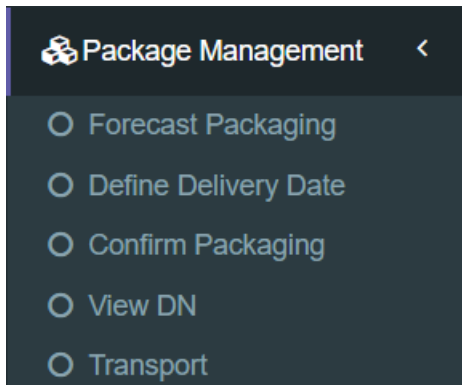 Package Management
Forecast Packaging
Define Delivery Date
Confirm Packaging
View DN
Transport